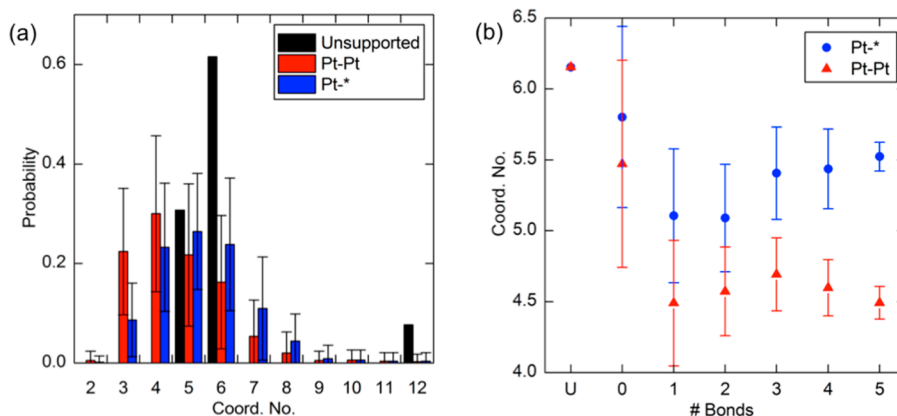 (a)
Unsupported
Pt-Pt
Pt-*
Probability
0.6
0.4
0.2
0.0
2 3 4 5 6 7 8 9 10 11 12
Coord. No.
(b)
Pt-*
Pt-Pt
Coord. No.
6.5
6.0
5.5
5.0
4.5
4.0
U 0 1 2 3 4 5
# Bonds